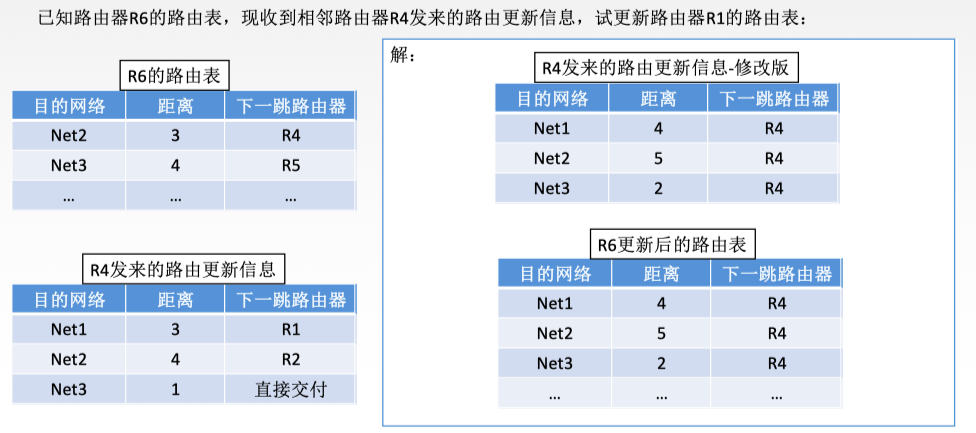 已知路由器R6的路由表，现收到相邻路由器R4发来的路由更新信息，试更新路由器R1的路由表：
R6的路由表
目的网络 距离 下一跳路由器
Net2 3 R4
Net3 4 R5
... ... ...
R4发来的路由更新信息
目的网络 距离 下一跳路由器
Net1 3 R1
Net2 4 R2
Net3 1 直接交付
解：
R4发来的路由更新信息-修改版
目的网络 距离 下一跳路由器
Net1 4 R4
Net2 5 R4
Net3 2 R4
R6更新后的路由表
目的网络 距离 下一跳路由器
Net1 4 R4
Net2 5 R4
Net3 2 R4
... ... ...